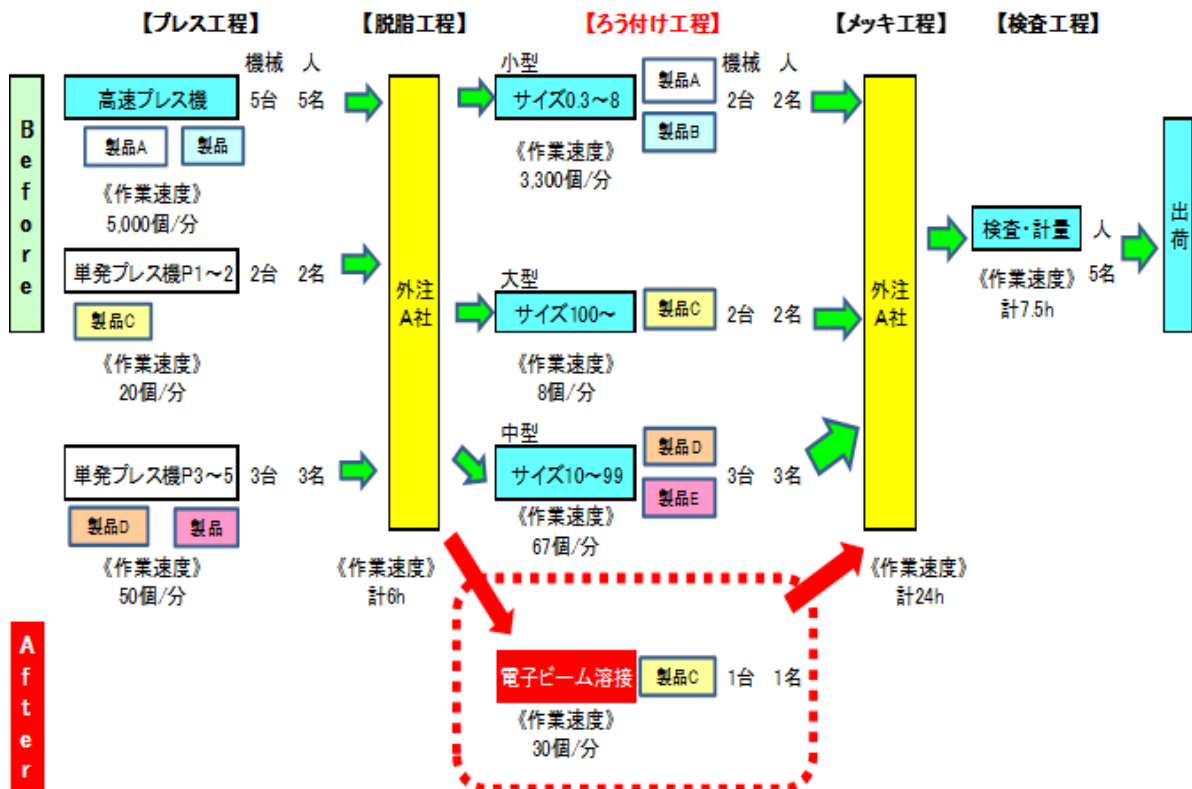 【プレス工程】 【脱脂工程】 【ろう付け工程】 【メッキ工程】 【検査工程】
Before
機械 人
高速プレス機 5台 5名
製品A 製品
《作業速度》
5,000個/分
単発プレス機P1～2 2台 2名
製品C
《作業速度》
20個/分
単発プレス機P3～5 3台 3名
製品D 製品
《作業速度》
50個/分
外注
A社
《作業速度》
計6h
小型 機械 人
サイズ0.3～8 製品A 2台 2名
製品B
《作業速度》
3,300個/分
大型
サイズ100～ 製品C 2台 2名
《作業速度》
8個/分
中型
サイズ10～99 製品D 3台 3名
製品E
《作業速度》
67個/分
外注
A社
《作業速度》
計24h
検査・計量 人
《作業速度》 5名
計7.5h
出荷
After
電子ビーム溶接 製品C 1台 1名
《作業速度》
30個/分